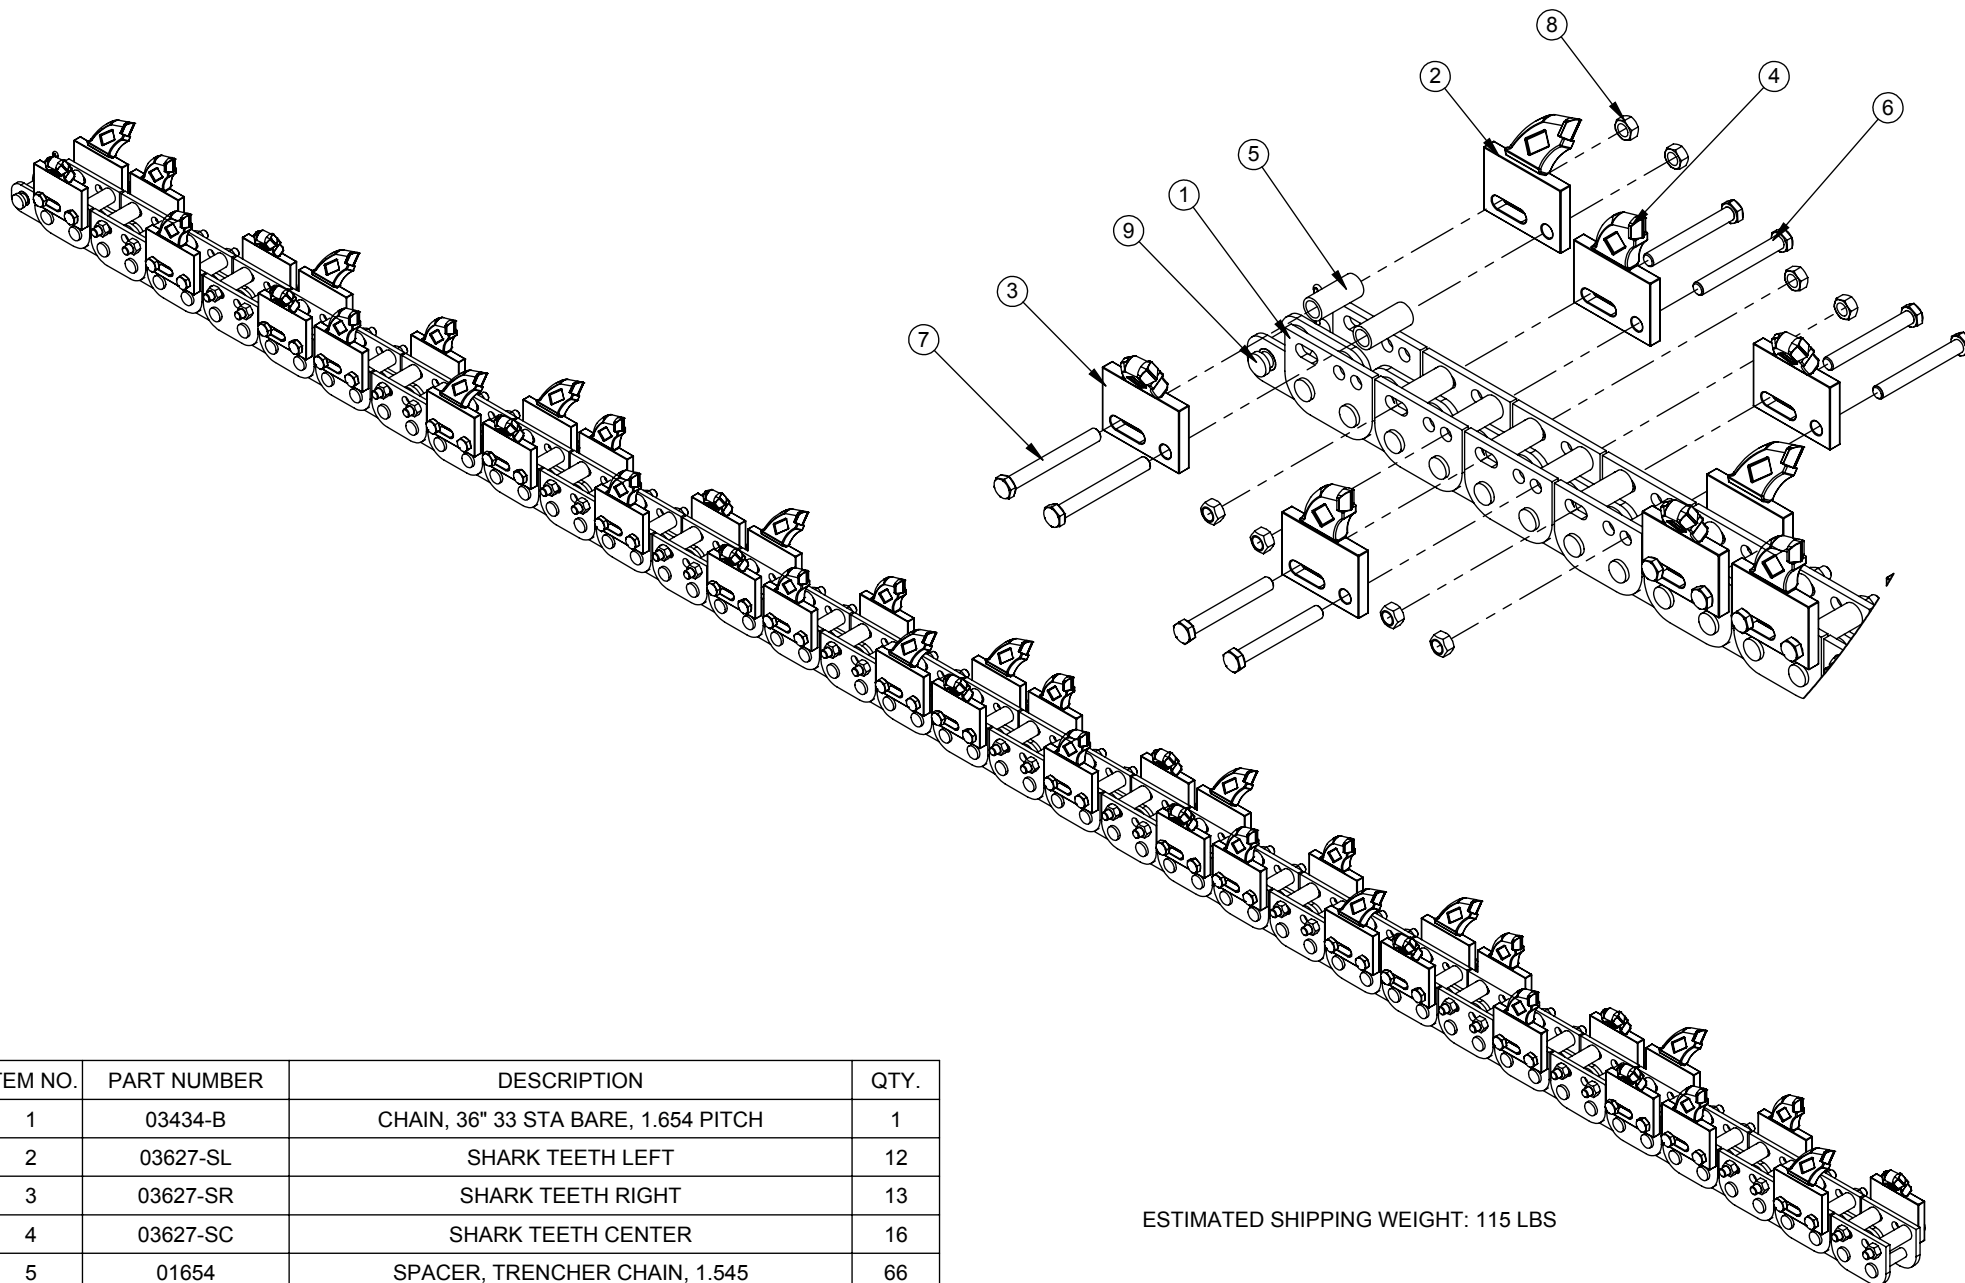 8
2
4
6
5
1
9
3
7
TEM NO. PART NUMBER DESCRIPTION QTY.
1 03434-B CHAIN, 36" 33 STA BARE, 1.654 PITCH 1
2 03627-SL SHARK TEETH LEFT 12
3 03627-SR SHARK TEETH RIGHT 13
4 03627-SC SHARK TEETH CENTER 16
5 01654 SPACER, TRENCHER CHAIN, 1.545 66
ESTIMATED SHIPPING WEIGHT: 115 LBS